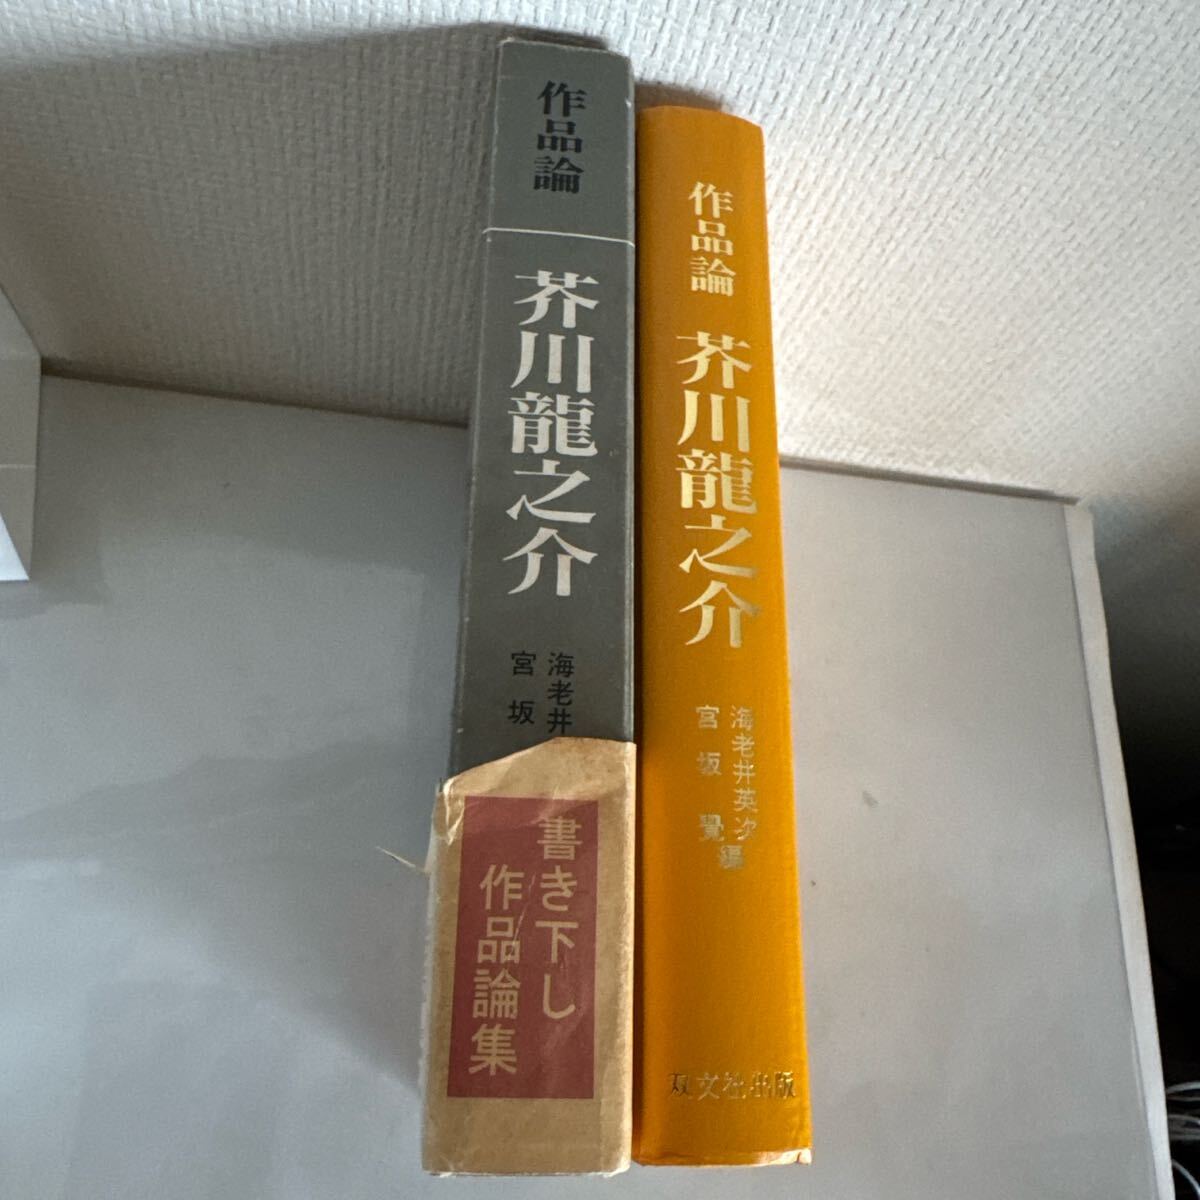 作品論
芥川龍之介
海老井
宮坂
書き下し
作品論集
作品論
芥川龍之介
海老井英次
宮坂覺編
双文社出版